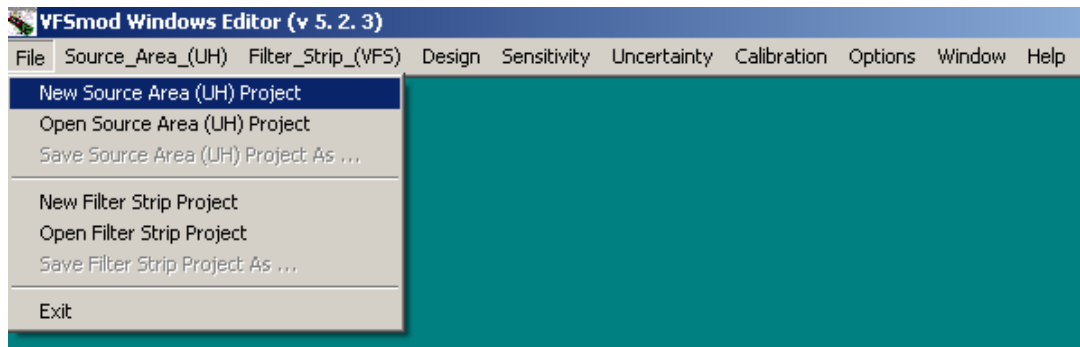 VFSmod Windows Editor (v 5. 2. 3)
File Source_Area_(UH) Filter_Strip_(VFS) Design Sensitivity Uncertainty Calibration Options Window Help
New Source Area (UH) Project
Open Source Area (UH) Project
Save Source Area (UH) Project As ...
New Filter Strip Project
Open Filter Strip Project
Save Filter Strip Project As ...
Exit